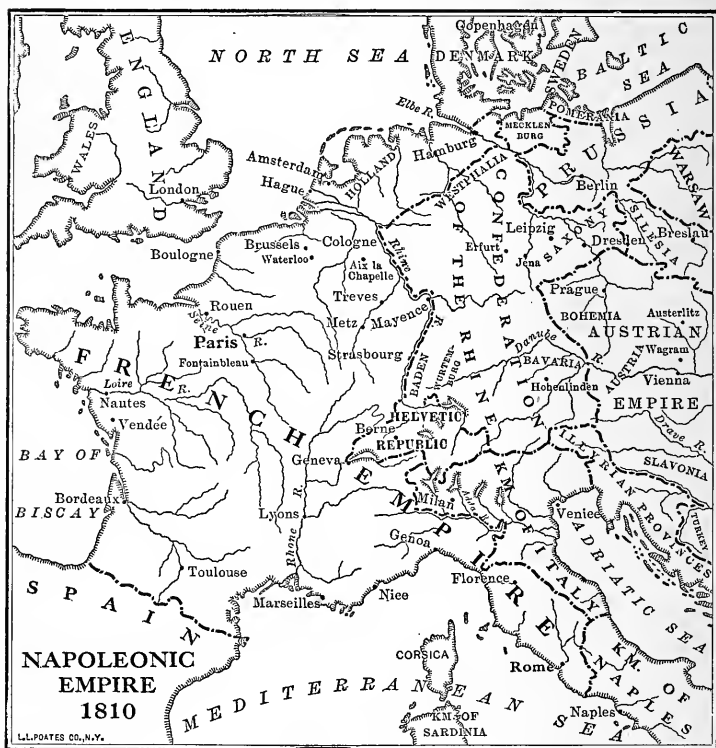 NORTH SEA
ENGLAND
WALES
London
Copenhagen
DENMARK
SWEDEN
BALTIC
SEA
Elbe R.
POMERANIA
MECKLEN
BURG
PRUSSIA
Hamburg
Amsterdam
HOLLAND
Hague
WESTPHALIA
Berlin
WARSAW
CONFEDERATION
OF THE RHINE
Boulogne
Brussels
Waterloo
Cologne
Aix la
Chapelle
Rhine
R.
Erfurt
Leipzig
Jena
SAXONY
Dresden
SILESIA
Breslau
Treves
Rouen
Seine
R.
Metz
Mayence
Prague
BOHEMIA
Austerlitz
AUSTRIAN
Wagram
Paris
Fontainbleau
Strasbourg
BADEN
WURTEM-
BURG
Danube
R.
BAVARIA
Hohenlinden
AUSTRIA
Vienna
EMPIRE
FRENCH EMPIRE
Loire
R.
Nautes
Vendée
Berne
HELVETIC
REPUBLIC
Geneva
Drave R.
SLAVONIA
ILLYRIAN PROVINCES
TURKEY
BAY OF
BISCAY
Bordeaux
Lyons
Rhone R.
Milan
KM. OF
ITALY
Venice
ADRIATIC SEA
Genoa
Toulouse
Marseilles
Nice
Florence
SPAIN
CORSICA
Rome
KM. OF
NAPLES
Naples
KM. OF
SARDINIA
MEDITERRANEAN SEA
NAPOLEONIC
EMPIRE
1810
L.L.POATES CO., N.Y.